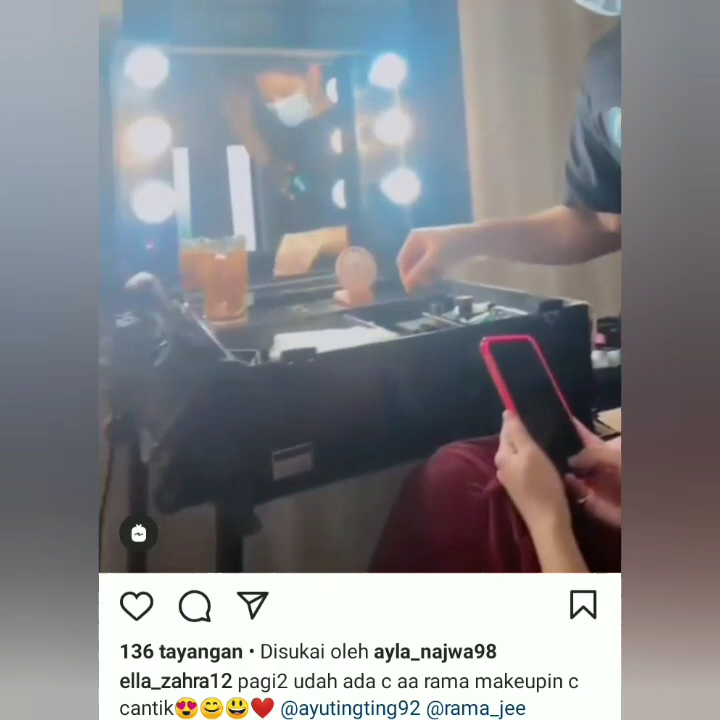 136 tayangan • Disukai oleh ayla_najwa98
ella_zahra12 pagi2 udah ada c aa rama makeupin c
cantik😍😊😃❤️ @ayutingting92 @rama_jee